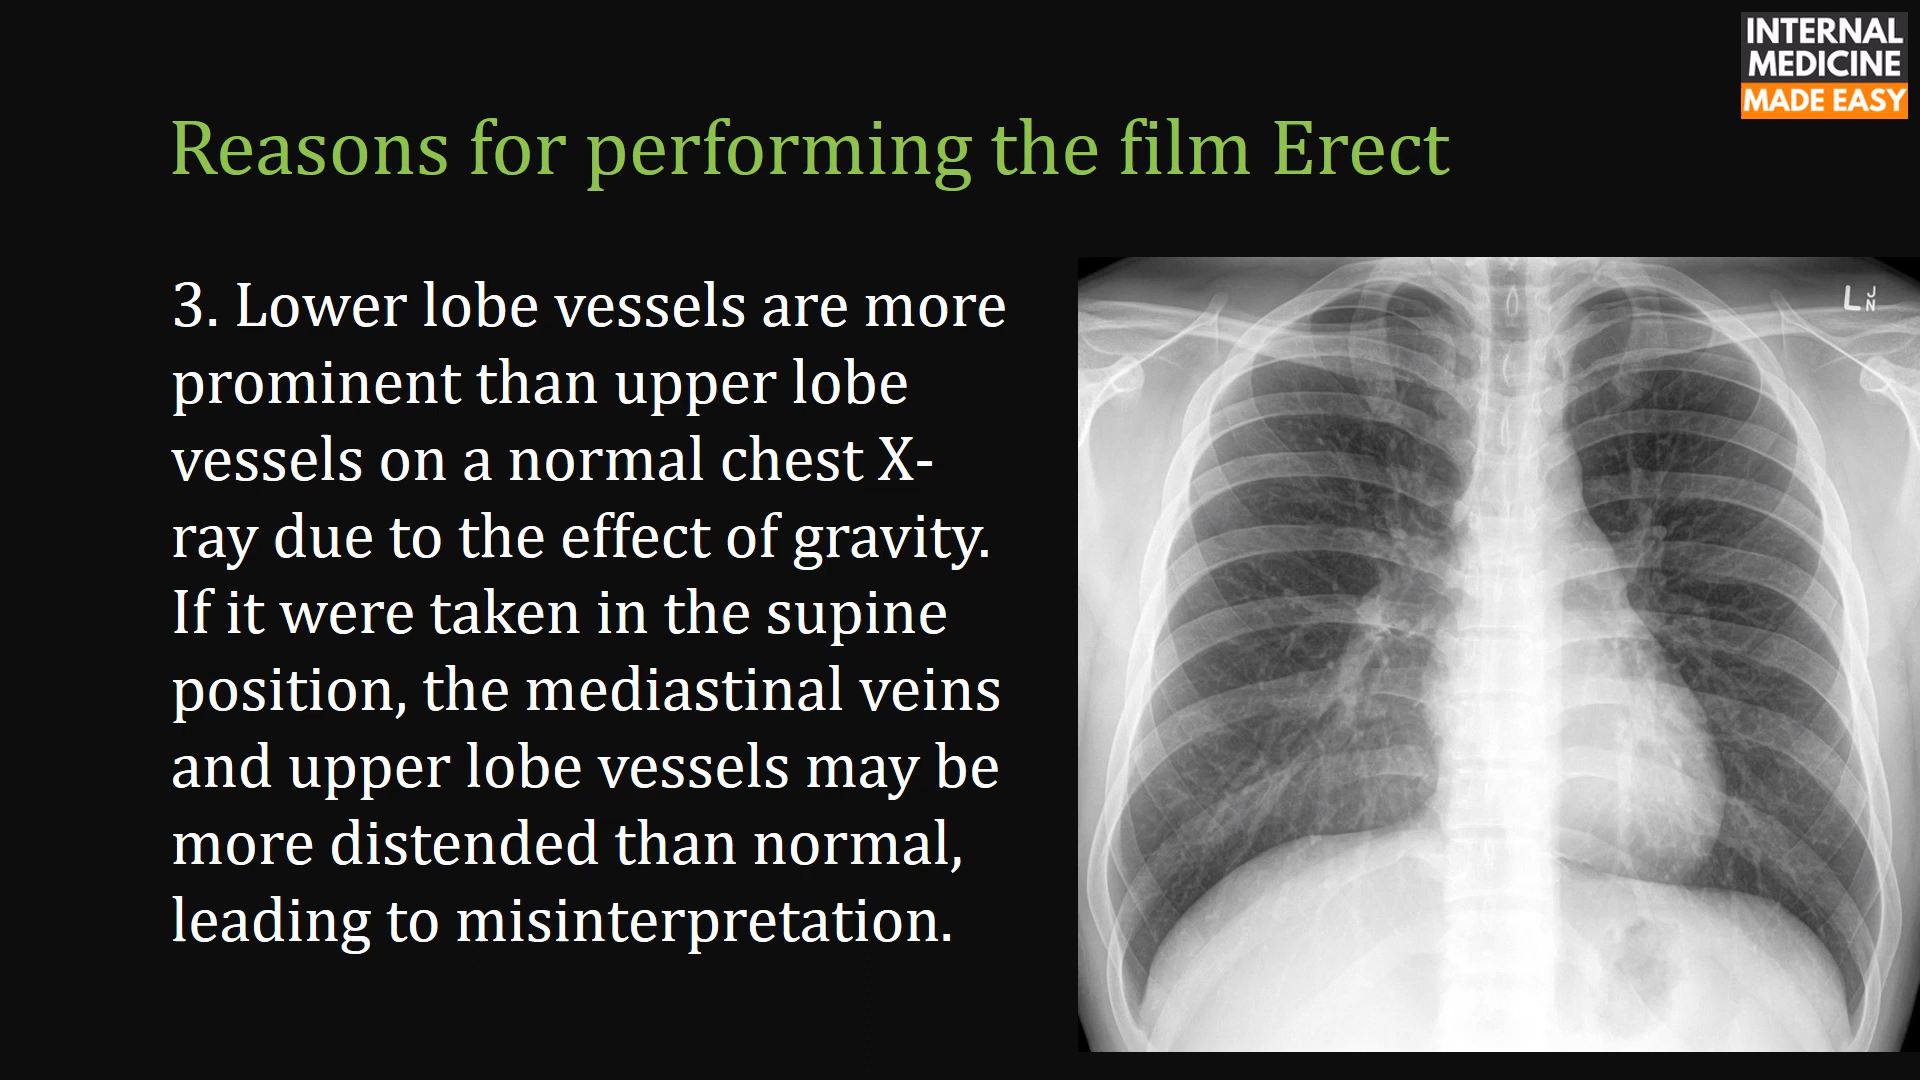 INTERNAL
MEDICINE
MADE EASY
Reasons for performing the film Erect
3. Lower lobe vessels are more
prominent than upper lobe
vessels on a normal chest X-
ray due to the effect of gravity.
If it were taken in the supine
position, the mediastinal veins
and upper lobe vessels may be
more distended than normal,
leading to misinterpretation.
L J
N